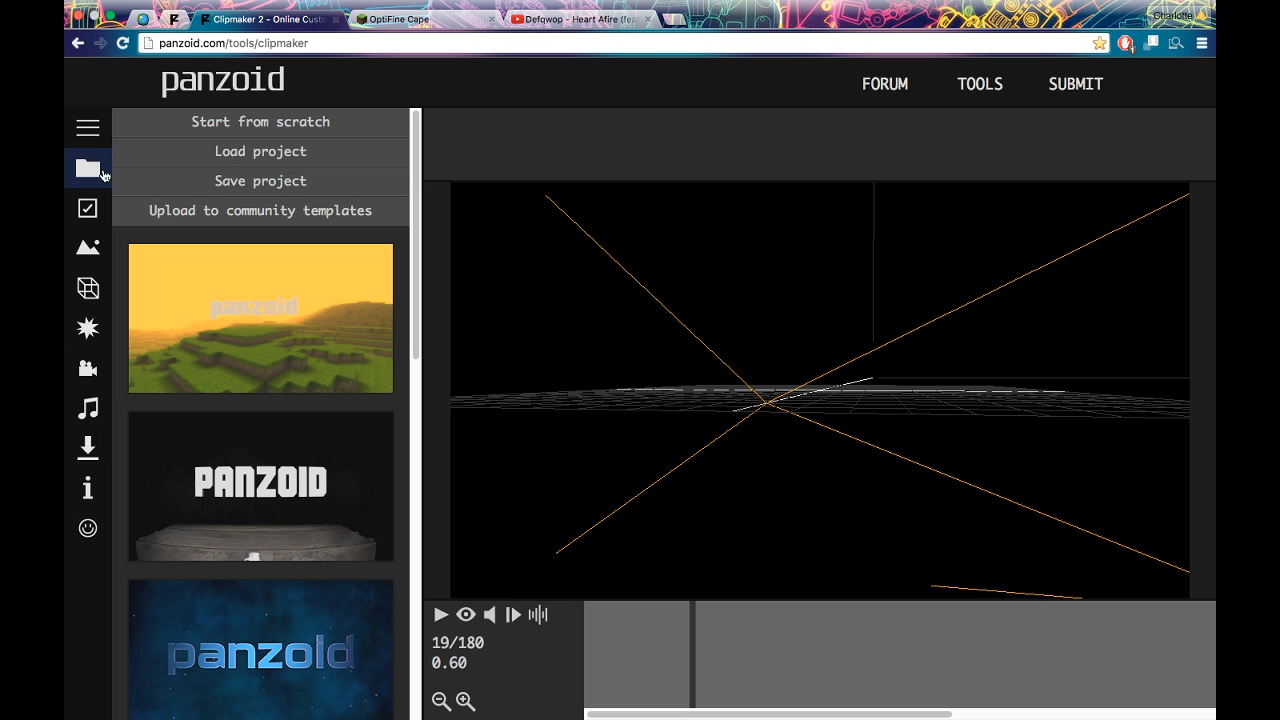 Clipmaker 2 - Online Custo
OptiFine Cape
Defqwop - Heart Afire (fea
Charlotte
panzoid.com/tools/clipmaker
panzoid
FORUM
TOOLS
SUBMIT
Start from scratch
Load project
Save project
Upload to community templates
panzoid
PANZOID
panzoid
19/180
0.60